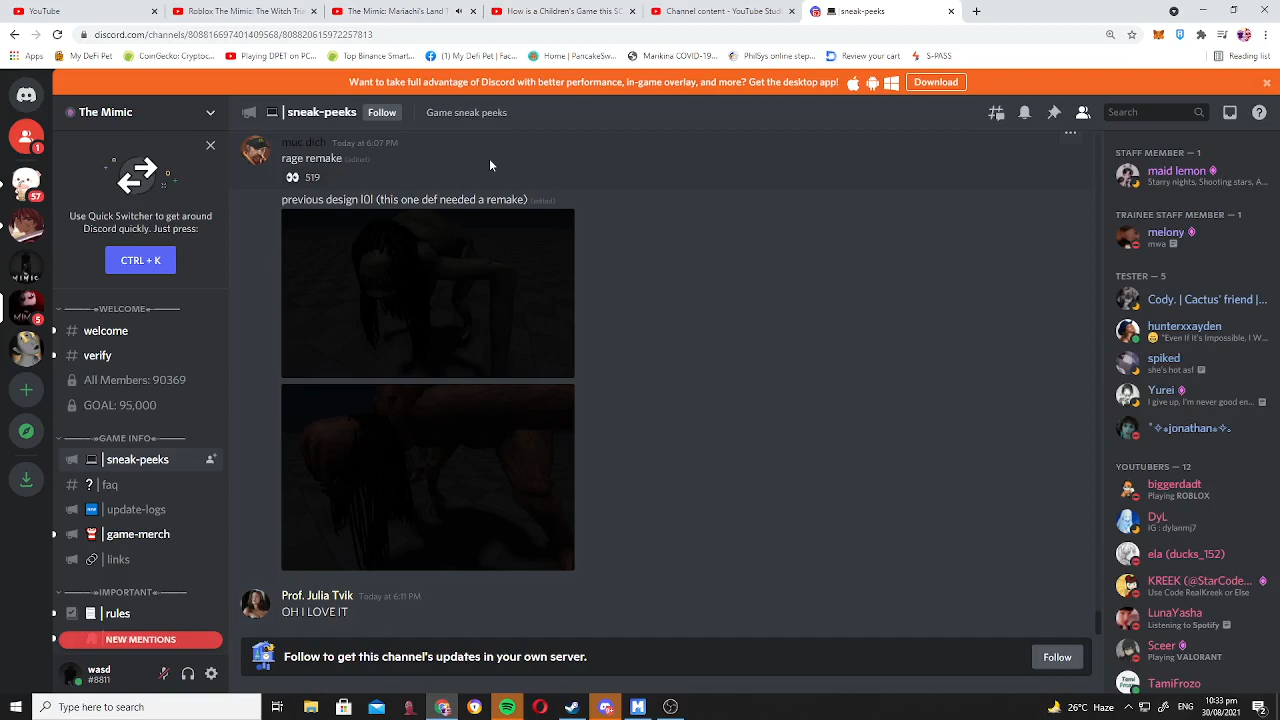 YouTube
Roblox The Mimic The Witch Tria
The Mimic Mariachi's Land T
How is a Children's Game this SC
Channel content - YouTube Studi
sneak-peeks
discord.com/channels/808816697401409568/808820615972257813
Apps
My DeFi Pet
CoinGecko: Cryptoc...
Playing DPET on PC...
Top Binance Smart...
(1) My DeFi Pet | Fac...
Home | PancakeSw...
Marikina COVID-19...
PhilSys online step...
Review your cart
S-PASS
Reading list
Want to take full advantage of Discord with better performance, in-game overlay, and more? Get the desktop app!
Download
The Mimic
sneak-peeks
Follow
Game sneak peeks
Search
Use Quick Switcher to get around
Discord quickly. Just press:
CTRL + K
WELCOME
welcome
verify
All Members: 90369
GOAL: 95,000
GAME INFO
sneak-peeks
faq
update-logs
game-merch
links
IMPORTANT
rules
NEW MENTIONS
wasd
#8811
1
57
5
muc dich Today at 6:07 PM
rage remake (edited)
519
previous design lOl (this one def needed a remake) (edited)
Prof. Julia Tvik Today at 6:11 PM
OH I LOVE IT
Follow to get this channel's updates in your own server.
Follow
STAFF MEMBER — 1
maid lemon
Starry nights, Shooting stars, A...
TRAINEE STAFF MEMBER — 1
melony
mwa
TESTER — 5
Cody. | Cactus' friend |...
hunterxxayden
"Even If It's Impossible, I W...
spiked
she's hot asf
Yurei
I give up, I'm never good en...
°✧⬫jonathan⬫✧.
YOUTUBERS — 12
biggerdadt
Playing ROBLOX
DyL
IG : dylanmj7
ela (ducks_152)
KREEK (@StarCode...
Use Code RealKreek or Else
LunaYasha
Listening to Spotify
Sceer
Playing VALORANT
TamiFrozo
Type here to search
26°C Haze
ENG
10:33 pm
30/08/2021
2